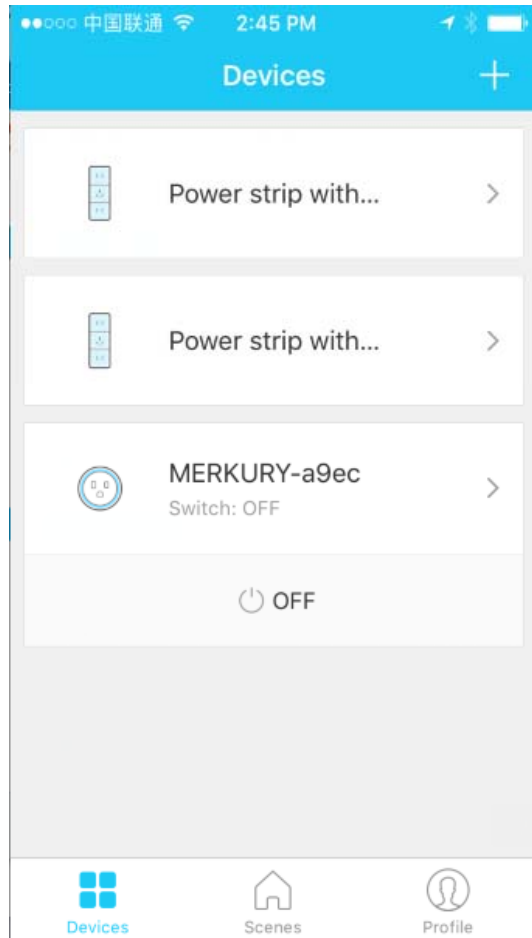 中国联通 2:45 PM
Devices
Power strip with...
Power strip with...
MERKURY-a9ec
Switch: OFF
OFF
Devices Scenes Profile